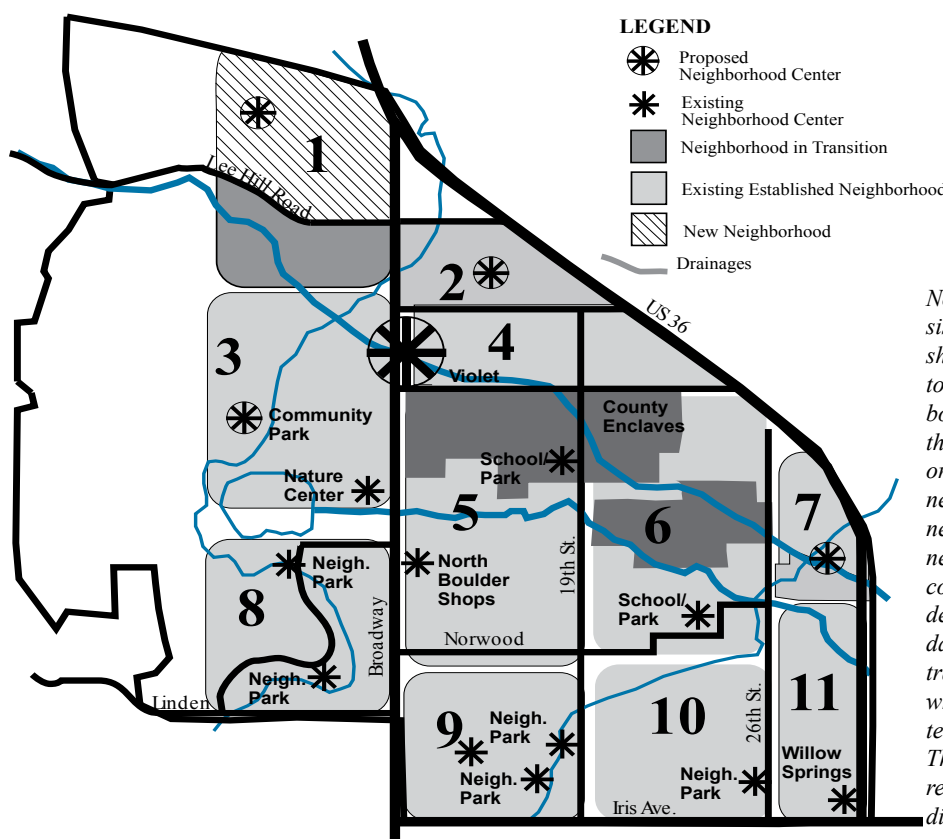 LEGEND
Proposed
Neighborhood Center
Existing
Neighborhood Center
Neighborhood in Transition
Existing Established Neighborhood
New Neighborhood
Drainages
1
Lee Hill Road
2
US 36
3
4
Violet
Community
Park
County
Enclaves
Nature
Center
School/
Park
5
6
7
19th St.
North
Boulder
Shops
Neigh.
Park
8
School/
Park
Broadway
Norwood
Neigh.
Park
Linden
9
Neigh.
Park
Neigh.
Park
10
26th St.
11
Neigh.
Park
Willow
Springs
Iris Ave.